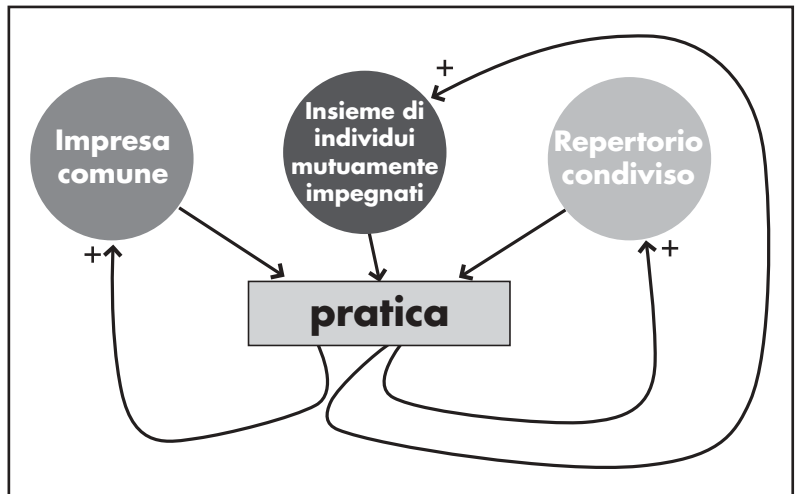 Impresa
comune
+
Insieme di
individui
mutuamente
impegnati
+
Repertorio
condiviso
+
pratica